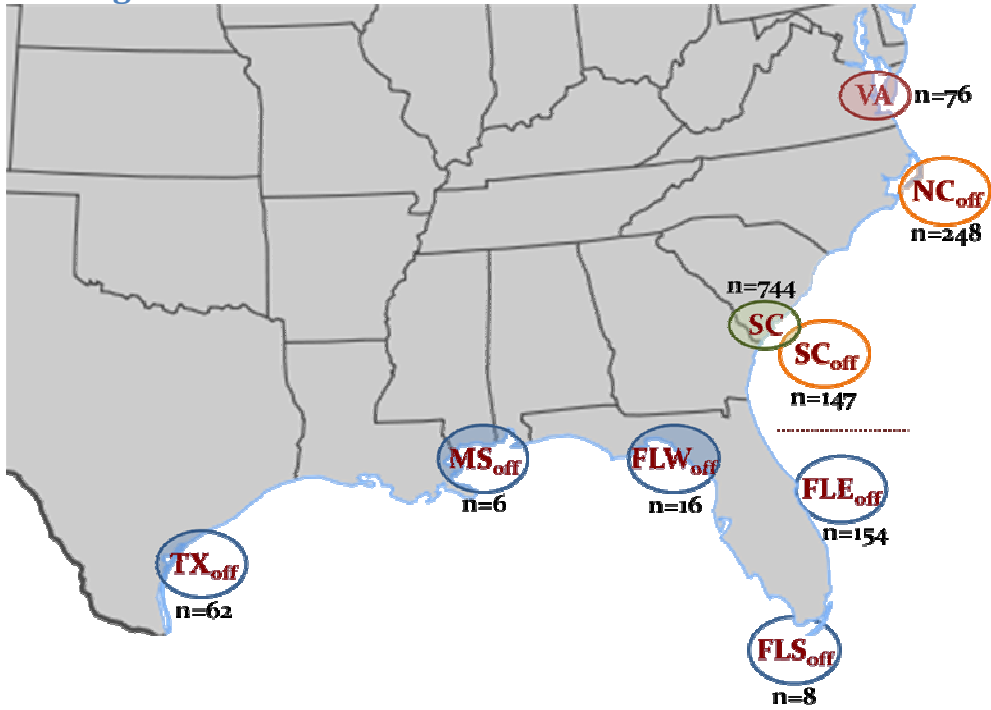 VA n=76
NCoff
n=248
n=744
SC
SCoff
n=147
MSoff
n=6
FLWoff
n=16
FLEoff
n=154
TXoff
n=62
FLSoff
n=8